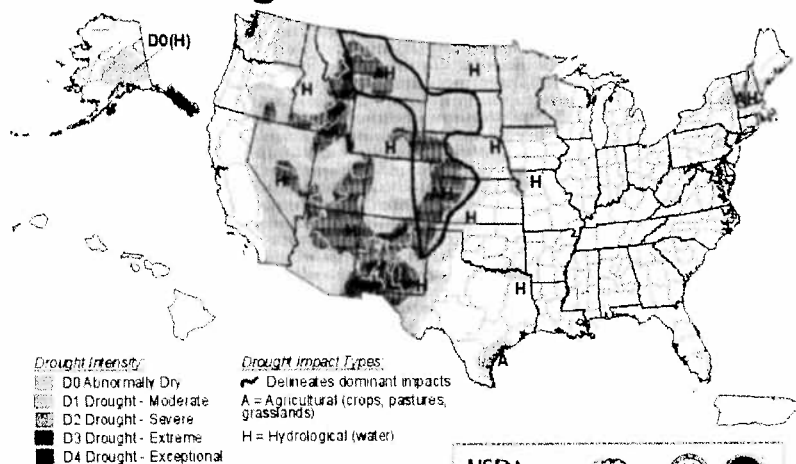 D0(H)
AH
H
H
H
H
H
H
H
H
H
A
Drought Intensity:
D0 Abnormally Dry
D1 Drought - Moderate
D2 Drought - Severe
D3 Drought - Extreme
D4 Drought - Exceptional
Drought Impact Types:
Delineates dominant impacts
A = Agricultural (crops, pastures,
grasslands)
H = Hydrological (water)
USDA